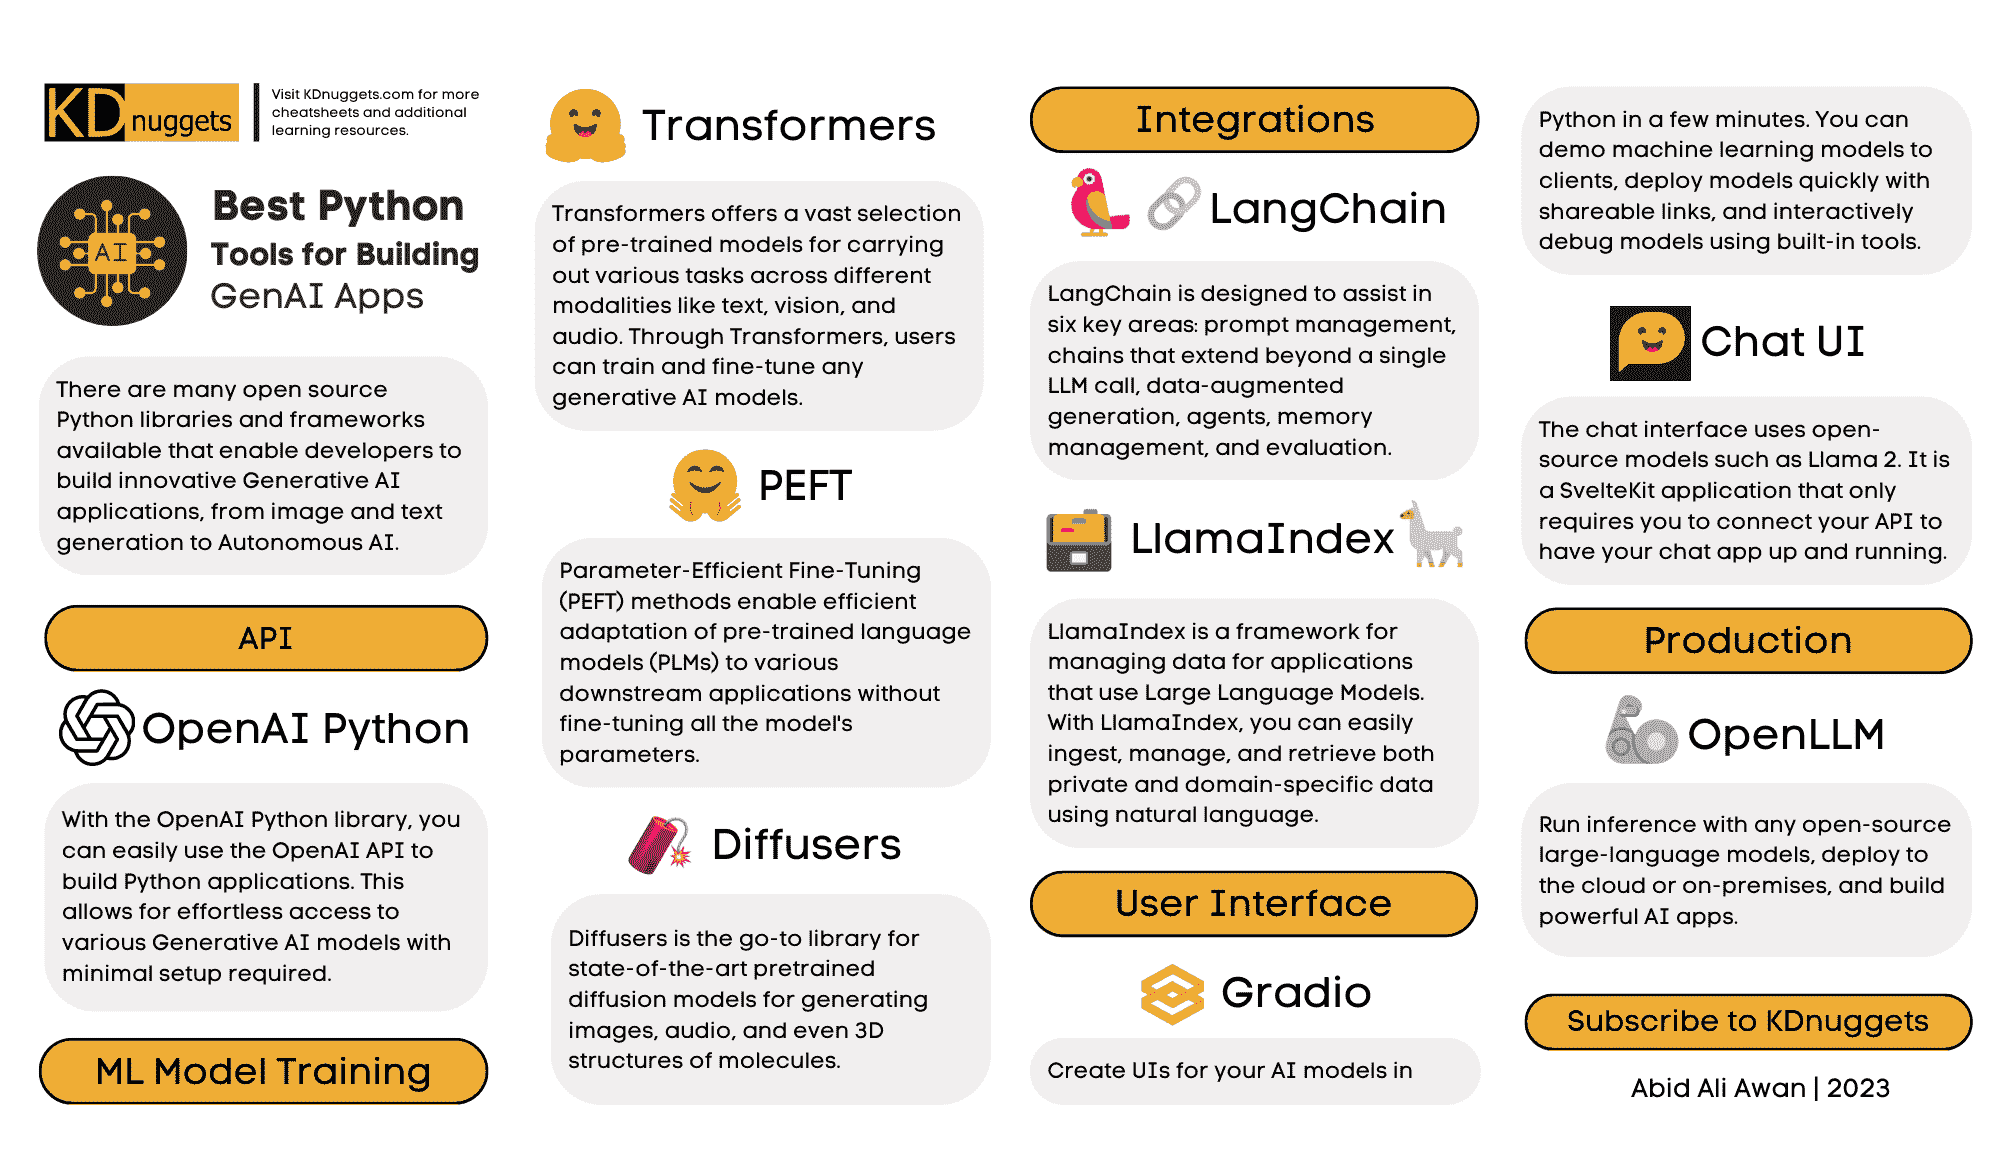 KDnuggets
Visit KDnuggets.com for more
cheatsheets and additional
learning resources.
AI
Best Python
Tools for Building
GenAI Apps
There are many open source
Python libraries and frameworks
available that enable developers to
build innovative Generative AI
applications, from image and text
generation to Autonomous AI.
API
OpenAI Python
With the OpenAI Python library, you
can easily use the OpenAI API to
build Python applications. This
allows for effortless access to
various Generative AI models with
minimal setup required.
ML Model Training
Transformers
Transformers offers a vast selection
of pre-trained models for carrying
out various tasks across different
modalities like text, vision, and
audio. Through Transformers, users
can train and fine-tune any
generative AI models.
PEFT
Parameter-Efficient Fine-Tuning
(PEFT) methods enable efficient
adaptation of pre-trained language
models (PLMs) to various
downstream applications without
fine-tuning all the model's
parameters.
Diffusers
Diffusers is the go-to library for
state-of-the-art pretrained
diffusion models for generating
images, audio, and even 3D
structures of molecules.
Integrations
LangChain
LangChain is designed to assist in
six key areas: prompt management,
chains that extend beyond a single
LLM call, data-augmented
generation, agents, memory
management, and evaluation.
LlamaIndex
LlamaIndex is a framework for
managing data for applications
that use Large Language Models.
With LlamaIndex, you can easily
ingest, manage, and retrieve both
private and domain-specific data
using natural language.
User Interface
Gradio
Create UIs for your AI models in
Python in a few minutes. You can
demo machine learning models to
clients, deploy models quickly with
shareable links, and interactively
debug models using built-in tools.
Chat UI
The chat interface uses open-
source models such as Llama 2. It is
a SvelteKit application that only
requires you to connect your API to
have your chat app up and running.
Production
OpenLLM
Run inference with any open-source
large-language models, deploy to
the cloud or on-premises, and build
powerful AI apps.
Subscribe to KDnuggets
Abid Ali Awan | 2023